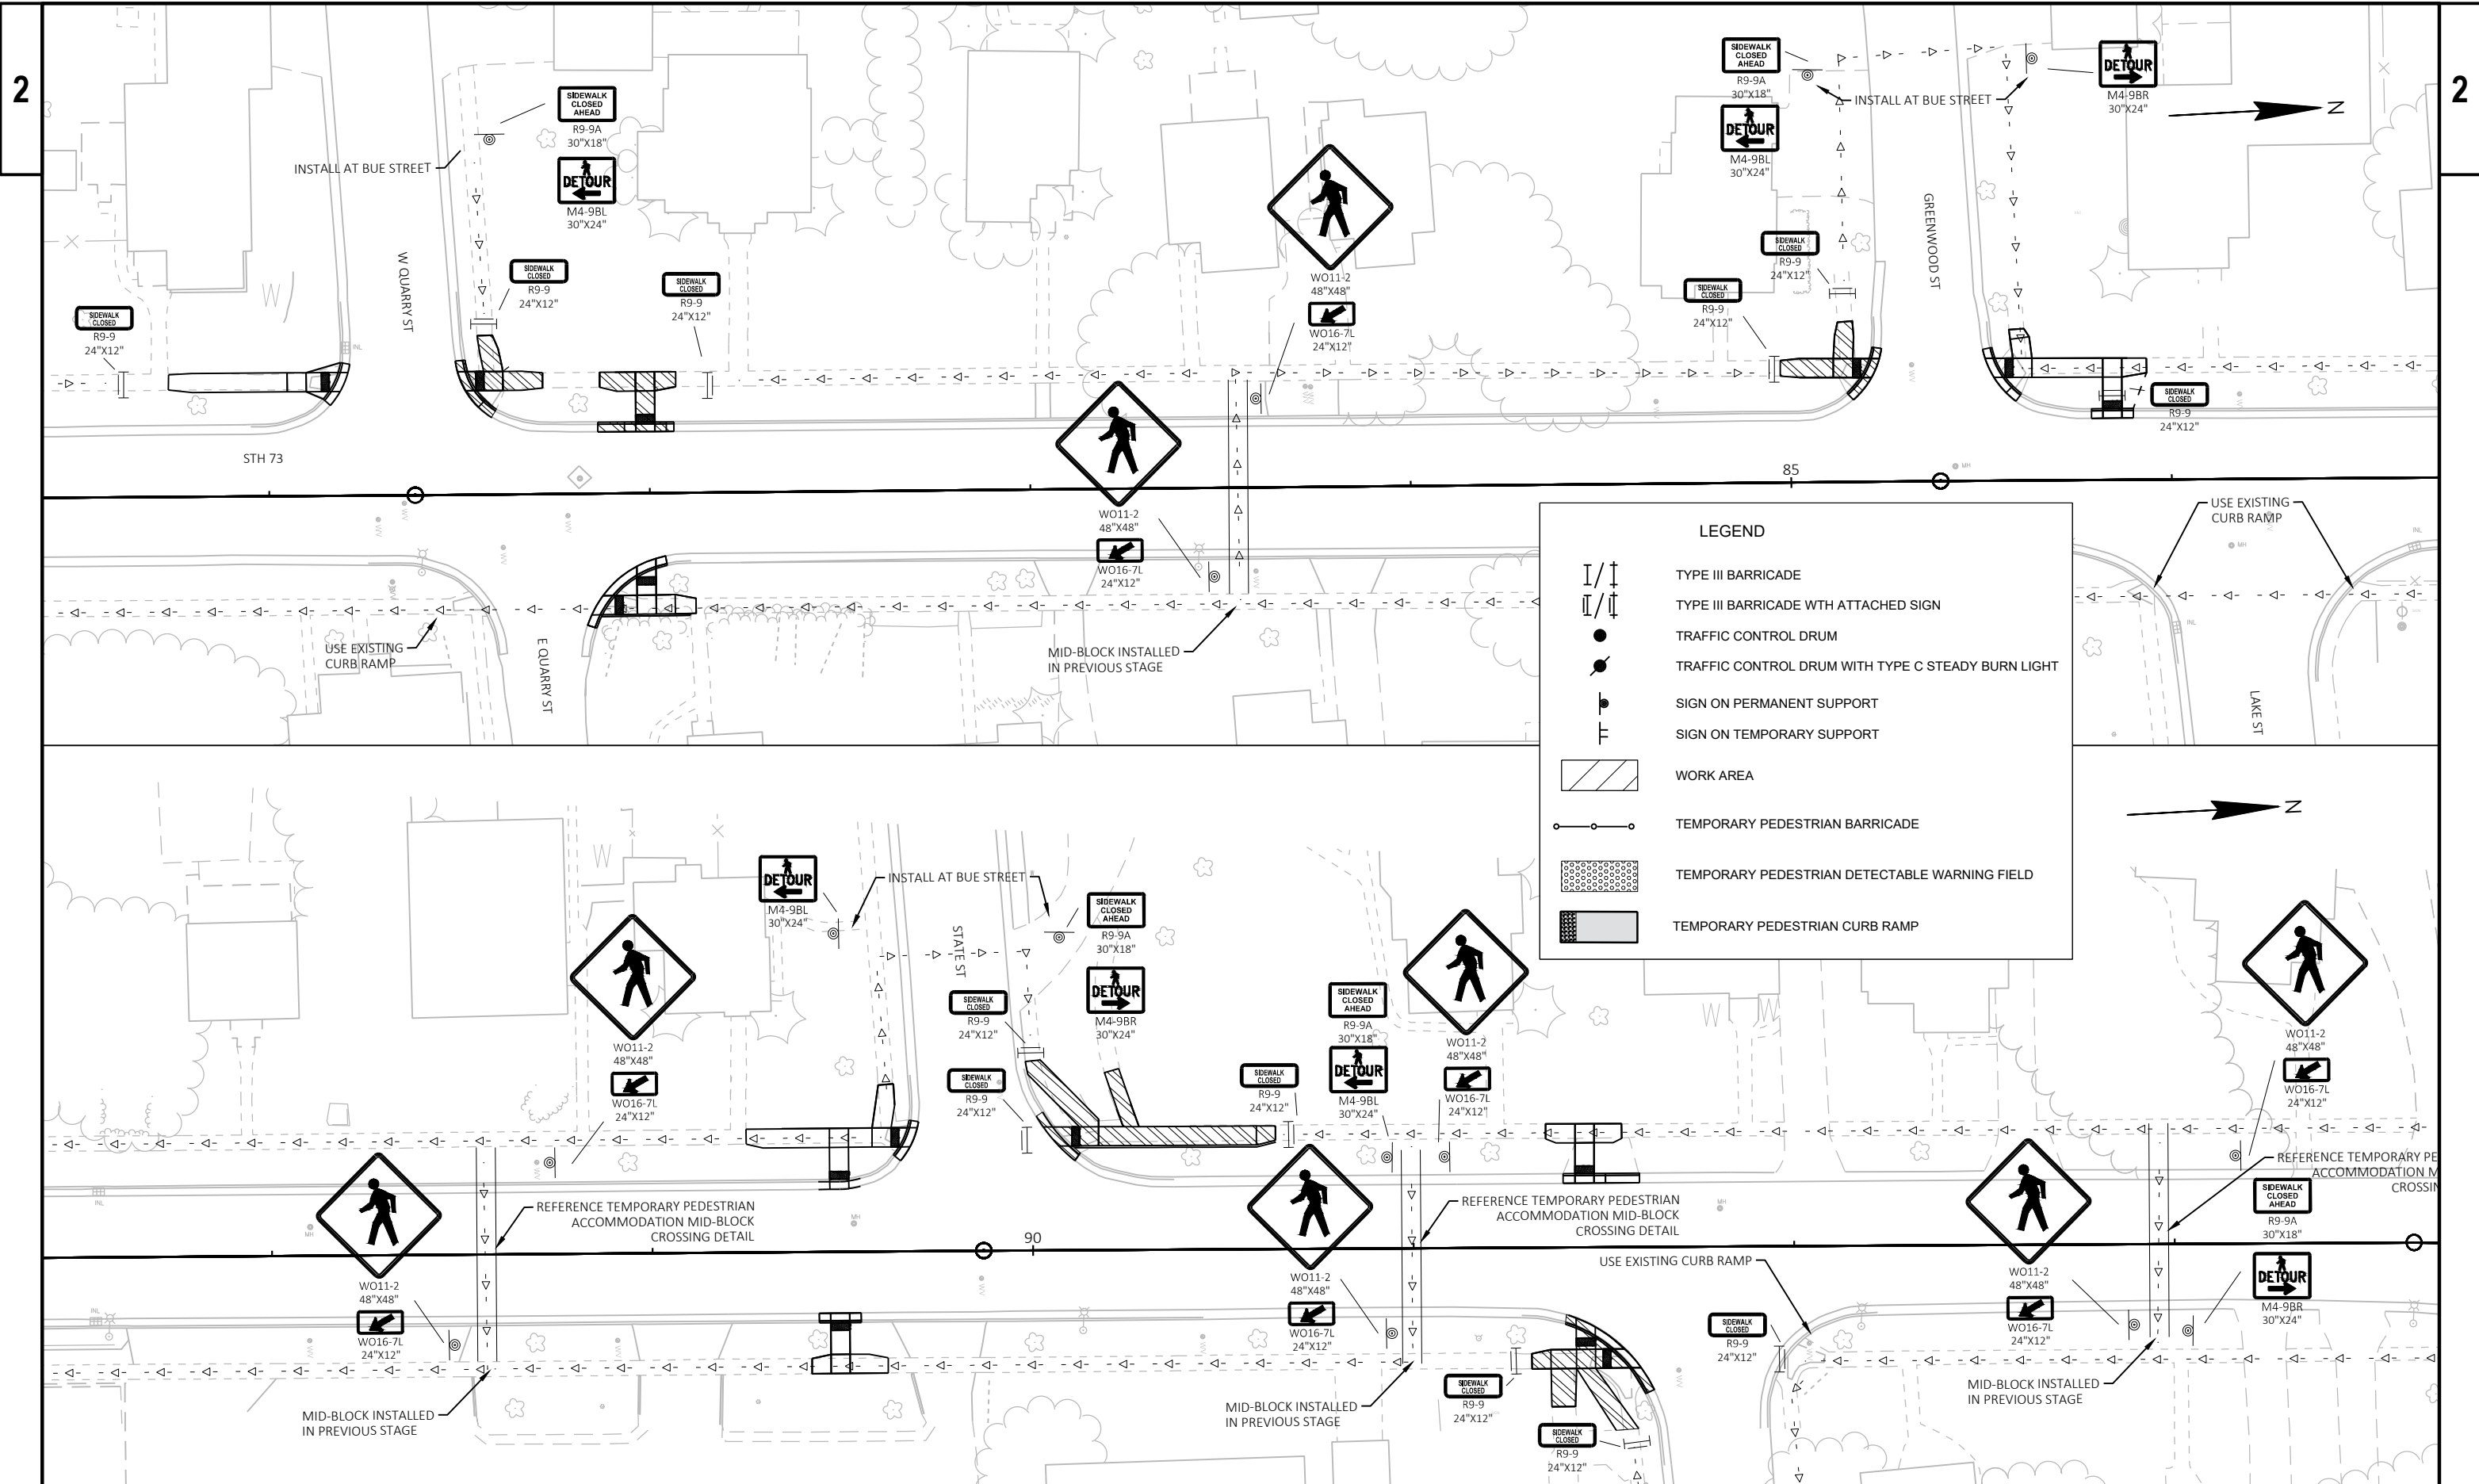 2
2
SIDEWALK
CLOSED
AHEAD
R9-9A
30"X18"
DETOUR
M4-9BL
30"X24"
INSTALL AT BUE STREET
W QUARRY ST
SIDEWALK
CLOSED
R9-9
24"X12"
SIDEWALK
CLOSED
R9-9
24"X12"
SIDEWALK
CLOSED
R9-9
24"X12"
INL
STH 73
WO11-2
48"X48"
WO16-7L
24"X12"
WO11-2
48"X48"
WO16-7L
24"X12"
SIDEWALK
CLOSED
AHEAD
R9-9A
30"X18"
DETOUR
M4-9BL
30"X24"
INSTALL AT BUE STREET
DETOUR
M4-9BR
30"X24"
N
GREENWOOD ST
SIDEWALK
CLOSED
R9-9
24"X12"
SIDEWALK
CLOSED
R9-9
24"X12"
SIDEWALK
CLOSED
R9-9
24"X12"
85
MH
USE EXISTING
CURB RAMP
INL
MH
INL
LAKE ST
USE EXISTING
CURB RAMP
E QUARRY ST
MID-BLOCK INSTALLED
IN PREVIOUS STAGE
LEGEND
TYPE III BARRICADE
TYPE III BARRICADE WTH ATTACHED SIGN
TRAFFIC CONTROL DRUM
TRAFFIC CONTROL DRUM WITH TYPE C STEADY BURN LIGHT
SIGN ON PERMANENT SUPPORT
SIGN ON TEMPORARY SUPPORT
WORK AREA
TEMPORARY PEDESTRIAN BARRICADE
TEMPORARY PEDESTRIAN DETECTABLE WARNING FIELD
TEMPORARY PEDESTRIAN CURB RAMP
N
DETOUR
M4-9BL
30"X24"
INSTALL AT BUE STREET
STATE ST
SIDEWALK
CLOSED
AHEAD
R9-9A
30"X18"
DETOUR
M4-9BR
30"X24"
SIDEWALK
CLOSED
R9-9
24"X12"
SIDEWALK
CLOSED
R9-9
24"X12"
WO11-2
48"X48"
WO16-7L
24"X12"
SIDEWALK
CLOSED
R9-9
24"X12"
SIDEWALK
CLOSED
AHEAD
R9-9A
30"X18"
DETOUR
M4-9BL
30"X24"
WO11-2
48"X48"
WO16-7L
24"X12"
WO11-2
48"X48"
WO16-7L
24"X12"
INL
MH
REFERENCE TEMPORARY PEDESTRIAN
ACCOMMODATION MID-BLOCK
CROSSING DETAIL
MH
90
REFERENCE TEMPORARY PEDESTRIAN
ACCOMMODATION MID-BLOCK
CROSSING DETAIL
MH
REFERENCE TEMPORARY PE
ACCOMMODATION M
CROSSIN
SIDEWALK
CLOSED
AHEAD
R9-9A
30"X18"
DETOUR
M4-9BR
30"X24"
INL
WO11-2
48"X48"
WO16-7L
24"X12"
WO11-2
48"X48"
WO16-7L
24"X12"
USE EXISTING CURB RAMP
SIDEWALK
CLOSED
R9-9
24"X12"
WO11-2
48"X48"
WO16-7L
24"X12"
MID-BLOCK INSTALLED
IN PREVIOUS STAGE
MID-BLOCK INSTALLED
IN PREVIOUS STAGE
SIDEWALK
CLOSED
R9-9
24"X12"
SIDEWALK
CLOSED
R9-9
24"X12"
MID-BLOCK INSTALLED
IN PREVIOUS STAGE